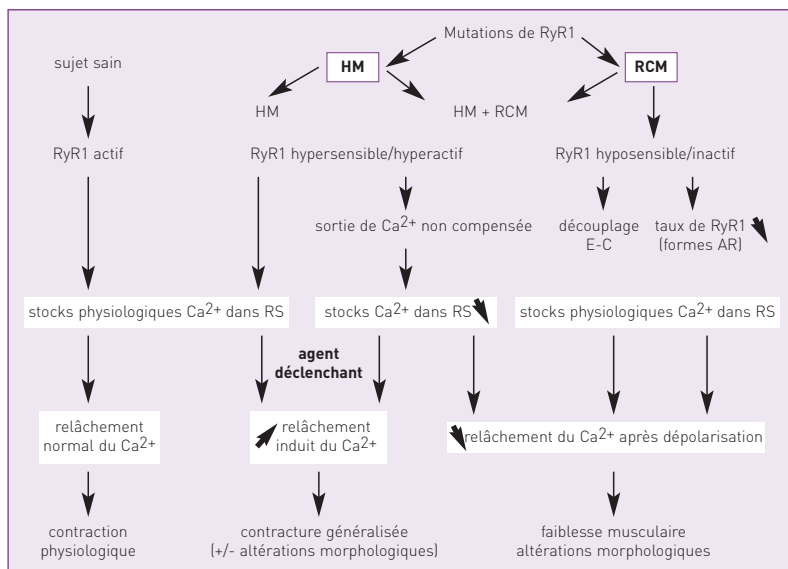 Mutations de RyR1
sujet sain
HM
RCM
HM
HM + RCM
RyR1 actif
RyR1 hypersensible/hyperactif
RyR1 hyposensible/inactif
sortie de Ca2+ non compensée
découplage
E-C
taux de RyR1
(formes AR)
stocks physiologiques Ca2+ dans RS
stocks Ca2+ dans RS
stocks physiologiques Ca2+ dans RS
agent
déclenchant
relâchement
normal du Ca2+
relâchement
induit du Ca2+
relâchement du Ca2+ après dépolarisation
contraction
physiologique
contracture généralisée
(+/- altérations morphologiques)
faiblesse musculaire
altérations morphologiques